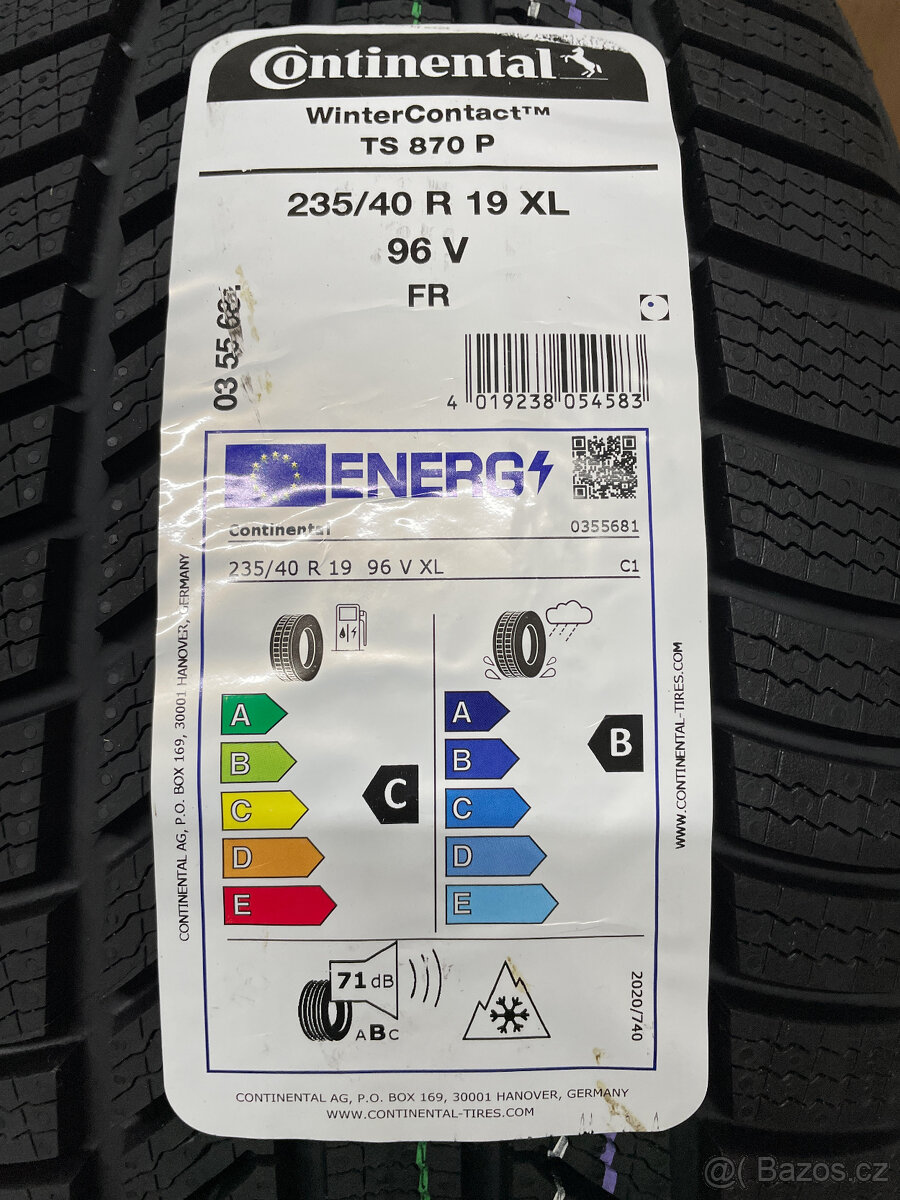 Continental
WinterContact™
TS 870 P
235/40 R 19 XL
96 V
FR
03 55
4 019238 054583
ENERG
Continental 0355681
235/40 R 19 96 V XL C1
A
B
C
D
E
C
A
B
C
D
E
B
71 dB
A B C
2020/740
CONTINENTAL AG, P.O. BOX 169, 30001 HANOVER, GERMANY
WWW.CONTINENTAL-TIRES.COM
CONTINENTAL AG, P.O. BOX 169, 30001 HANOVER, GERMANY
WWW.CONTINENTAL-TIRES.COM
@( Bazos.cz